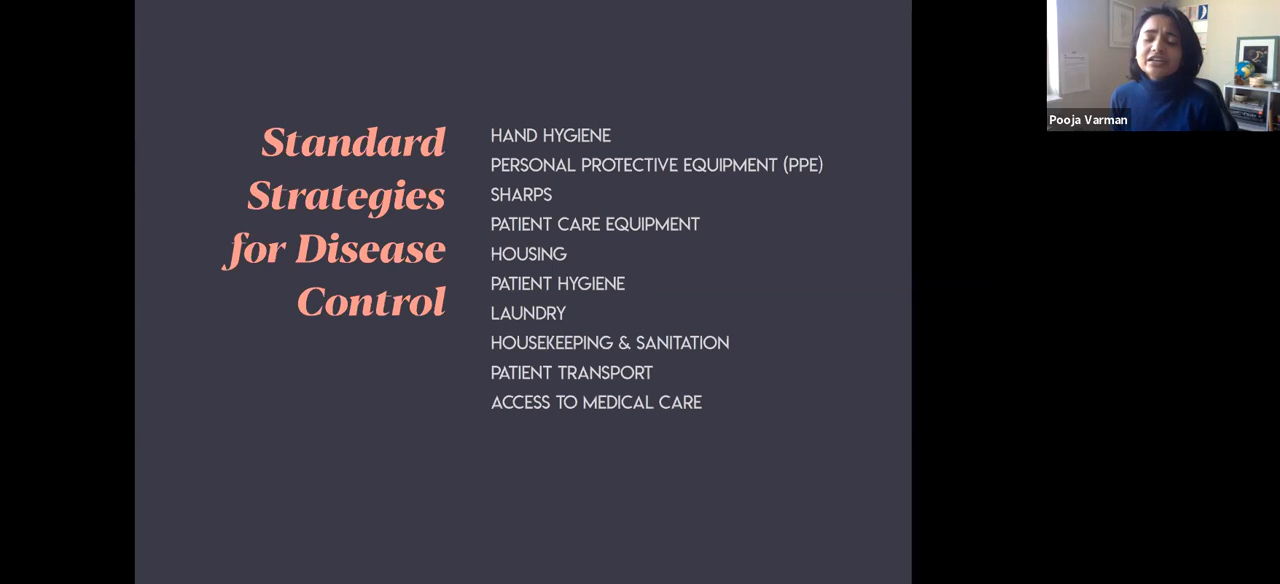 Standard
Strategies
for Disease
Control
HAND HYGIENE
PERSONAL PROTECTIVE EQUIPMENT (PPE)
SHARPS
PATIENT CARE EQUIPMENT
HOUSING
PATIENT HYGIENE
LAUNDRY
HOUSEKEEPING & SANITATION
PATIENT TRANSPORT
ACCESS TO MEDICAL CARE
Pooja Varman